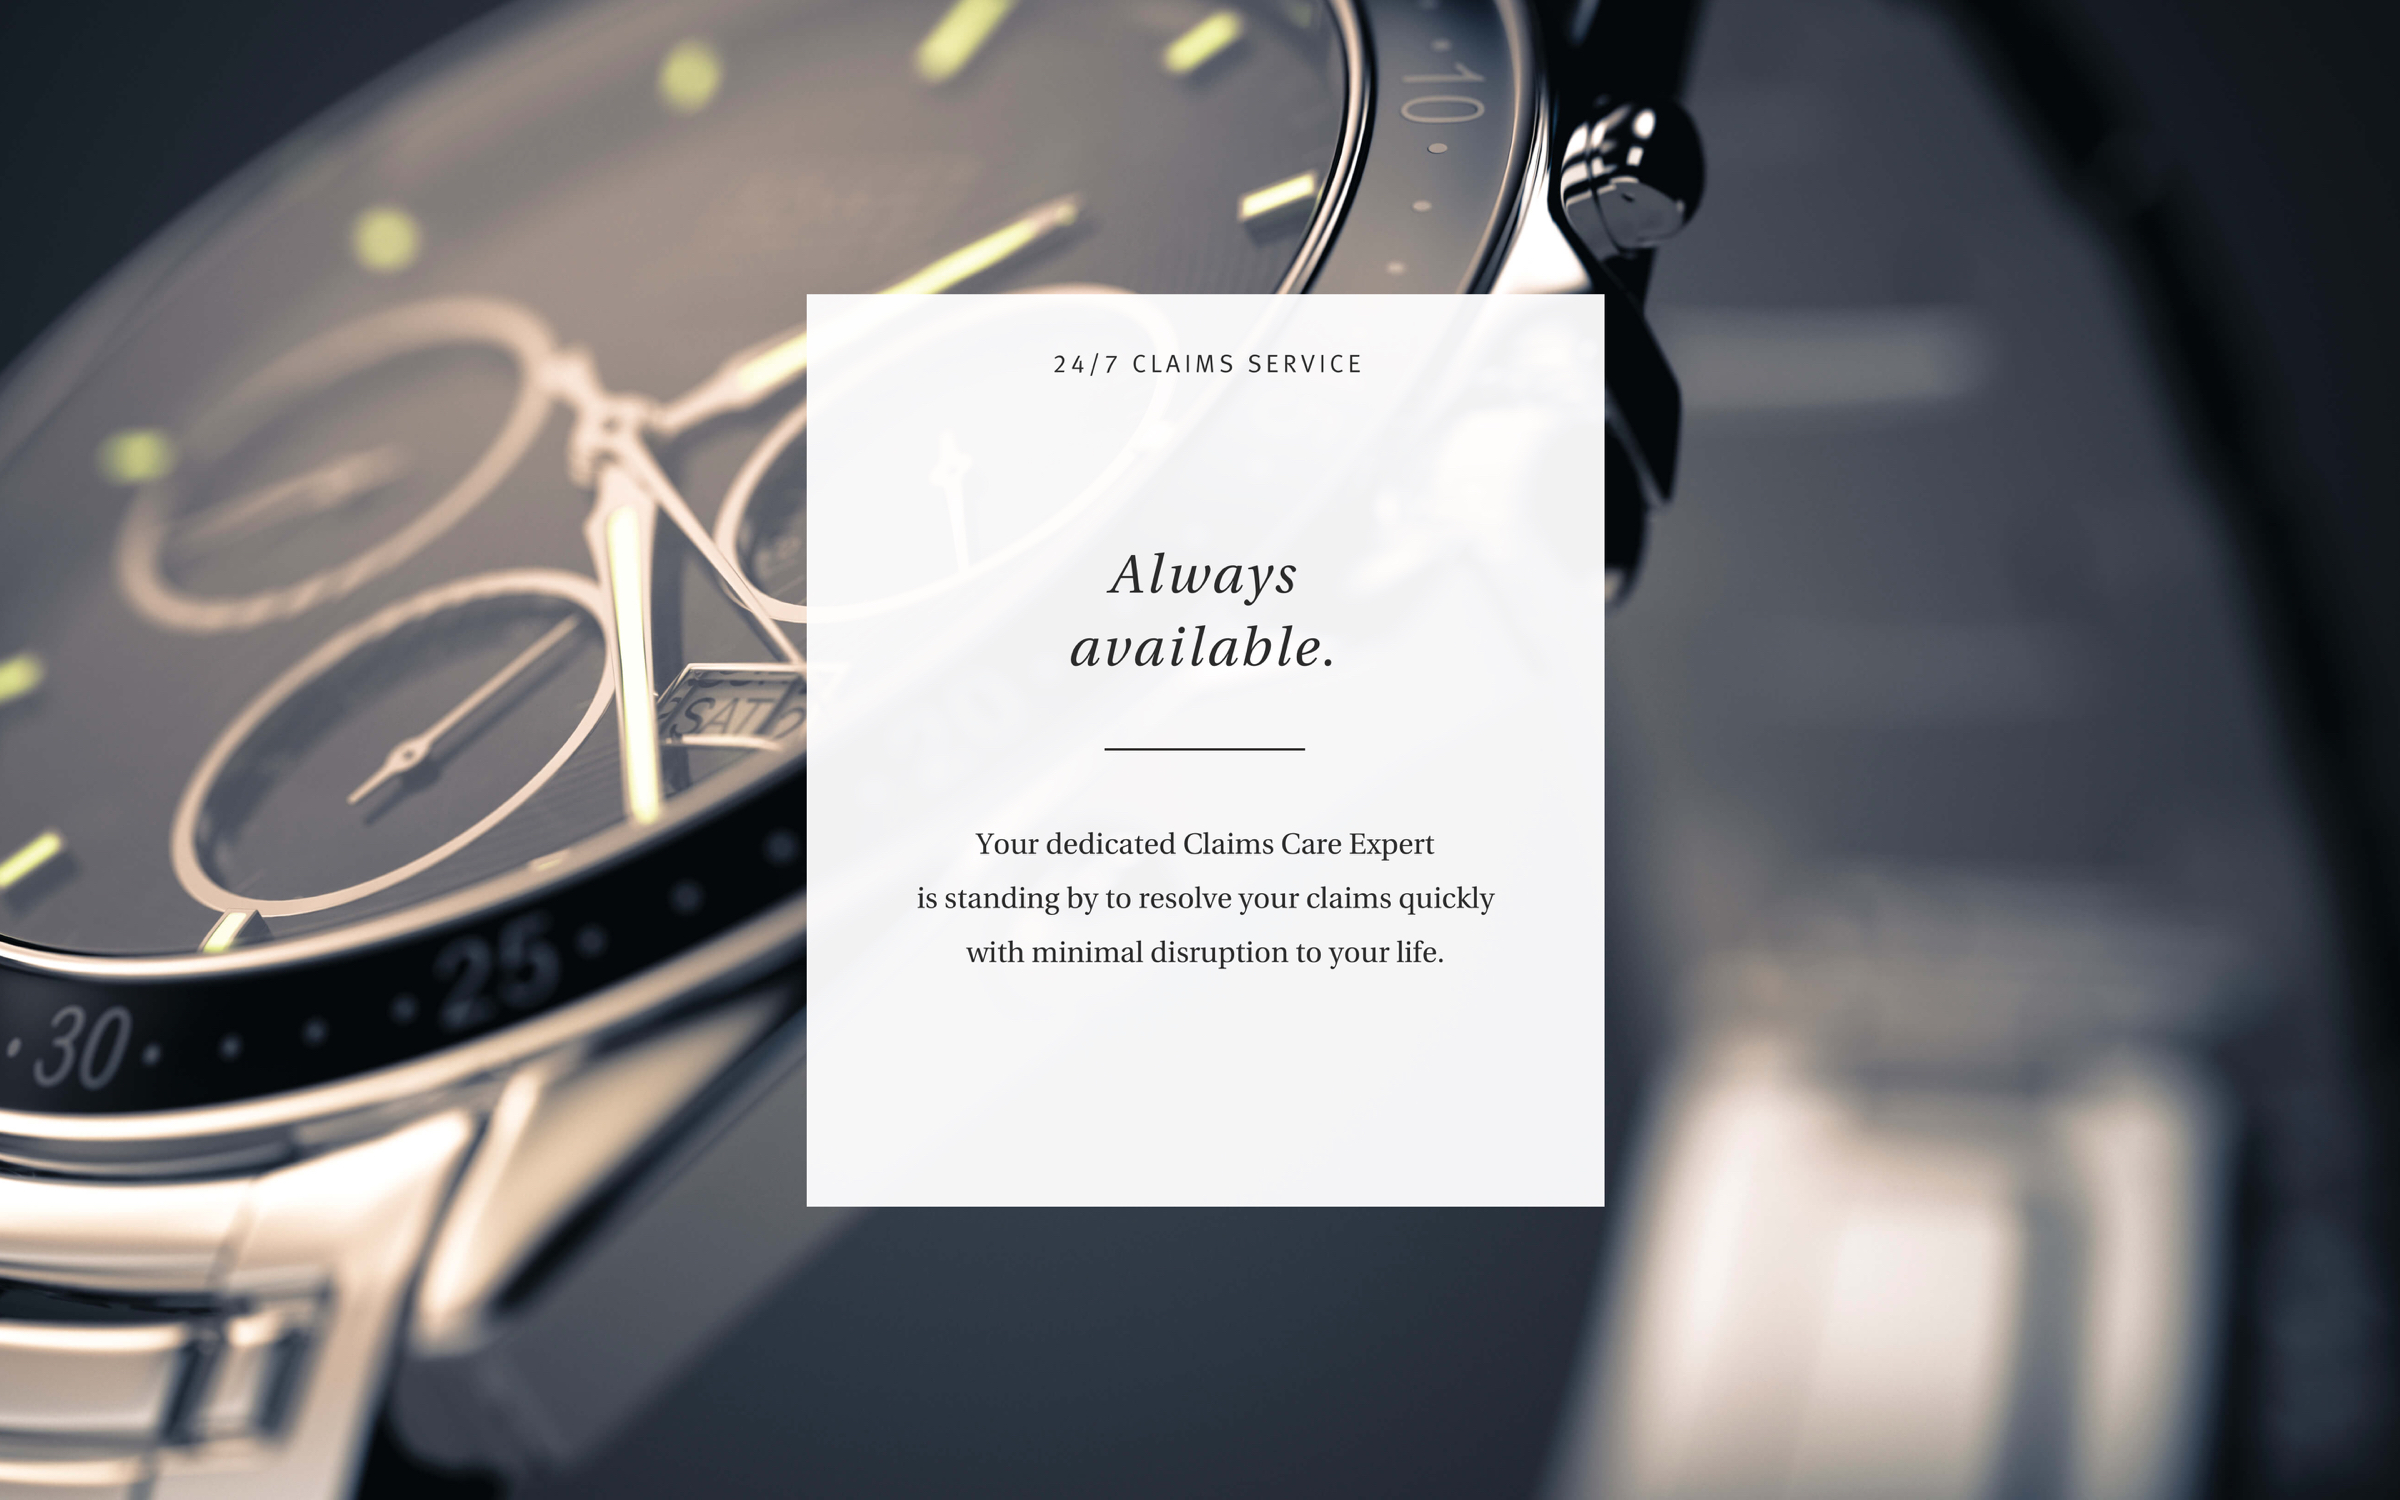 10
24/7 CLAIMS SERVICE
Always
available.
SAT
Your dedicated Claims Care Expert
is standing by to resolve your claims quickly
with minimal disruption to your life.
25
30